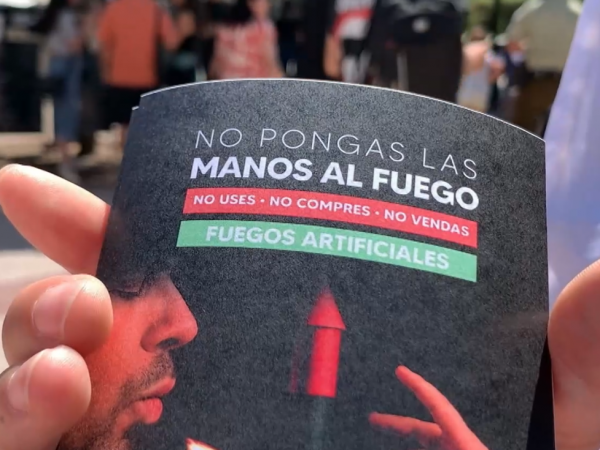 NO PONGAS LAS
MANOS AL FUEGO
NO USES · NO COMPRES · NO VENDAS
FUEGOS ARTIFICIALES